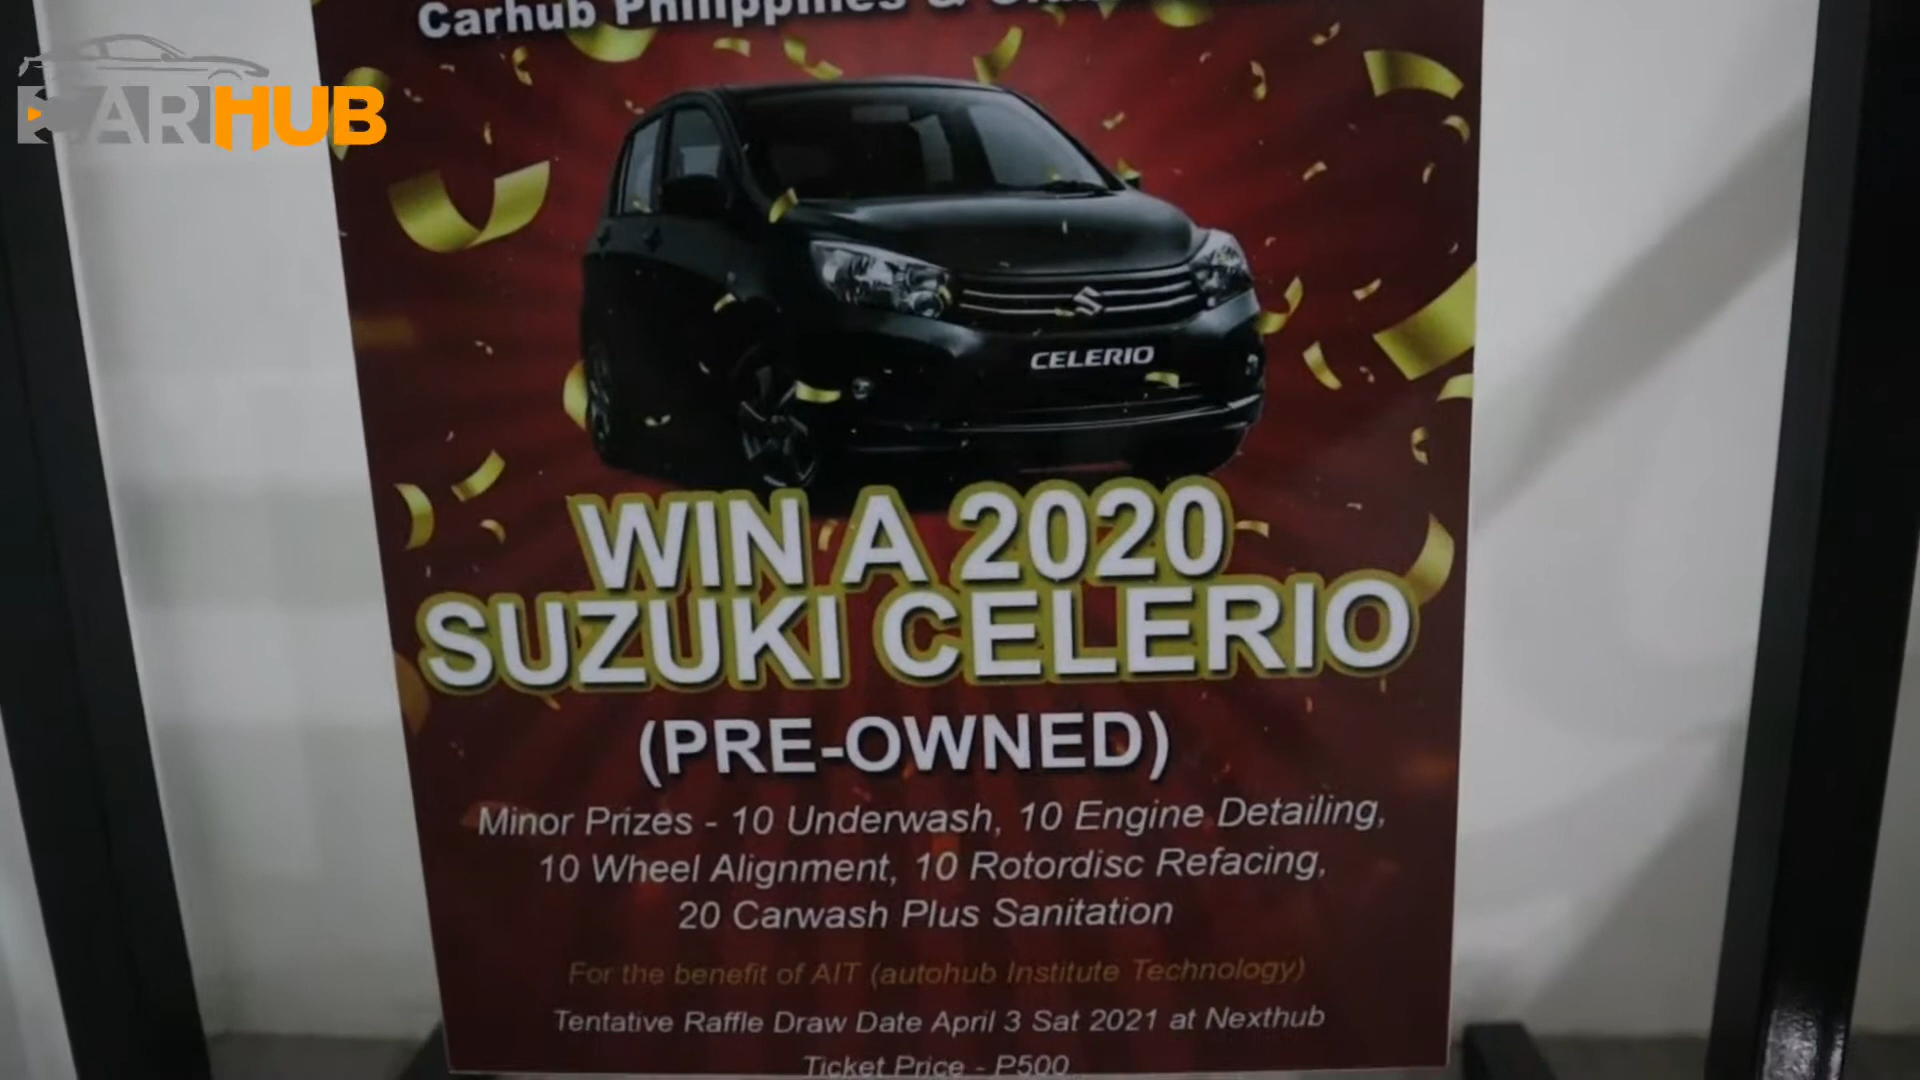 Carhub Philippines &
CARHUB
CELERIO
WIN A 2020
SUZUKI CELERIO
(PRE-OWNED)
Minor Prizes - 10 Underwash, 10 Engine Detailing,
10 Wheel Alignment, 10 Rotordisc Refacing,
20 Carwash Plus Sanitation
For the benefit of AIT (autohub Institute Technology)
Tentative Raffle Draw Date April 3 Sat 2021 at Nexthub
Ticket Price - P500